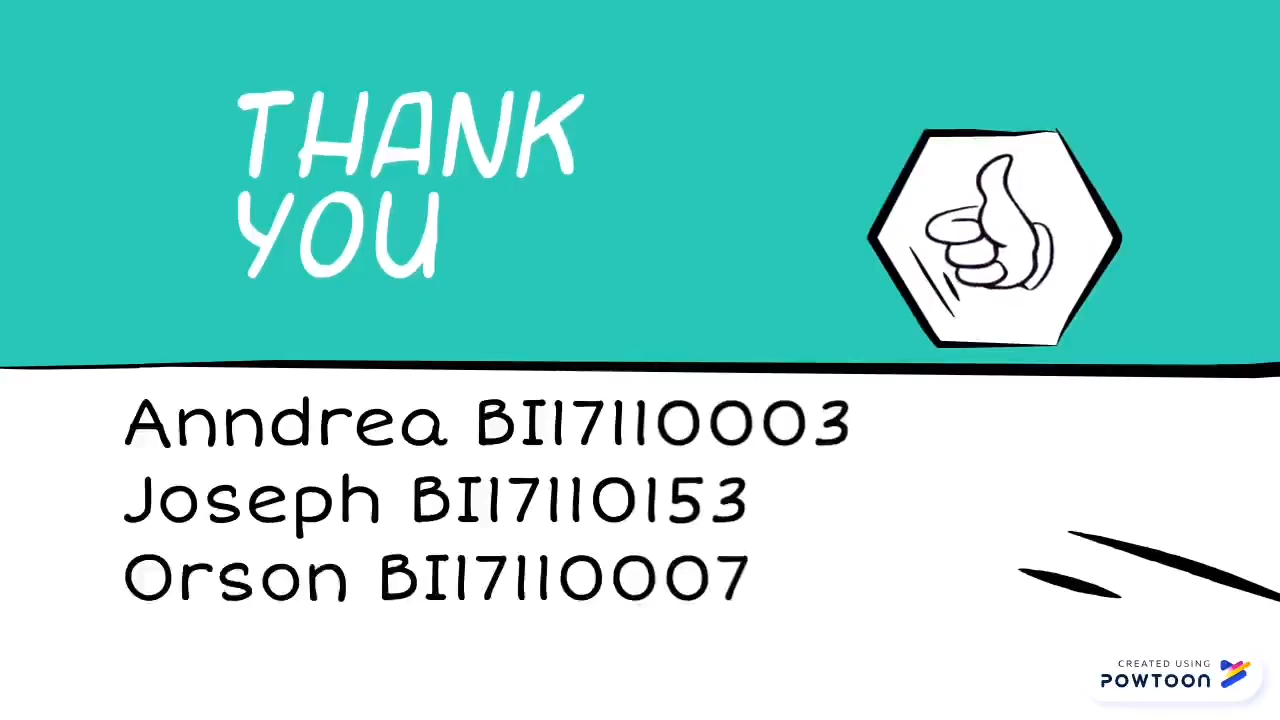 THANK
YOU
Anndrea BI17110003
Joseph BI17110153
Orson BI17110007
CREATED USING
POWTOON